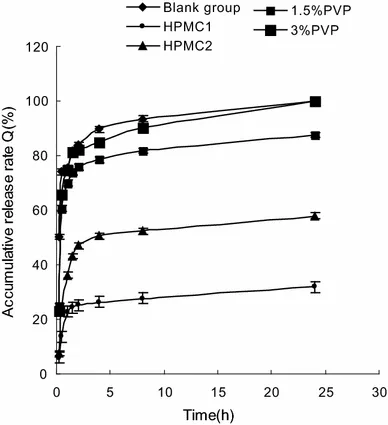 Blank group
1.5%PVP
HPMC1
3%PVP
HPMC2
120
100
80
60
40
20
0
Accumulative release rate Q(%)
0 5 10 15 20 25 30
Time(h)